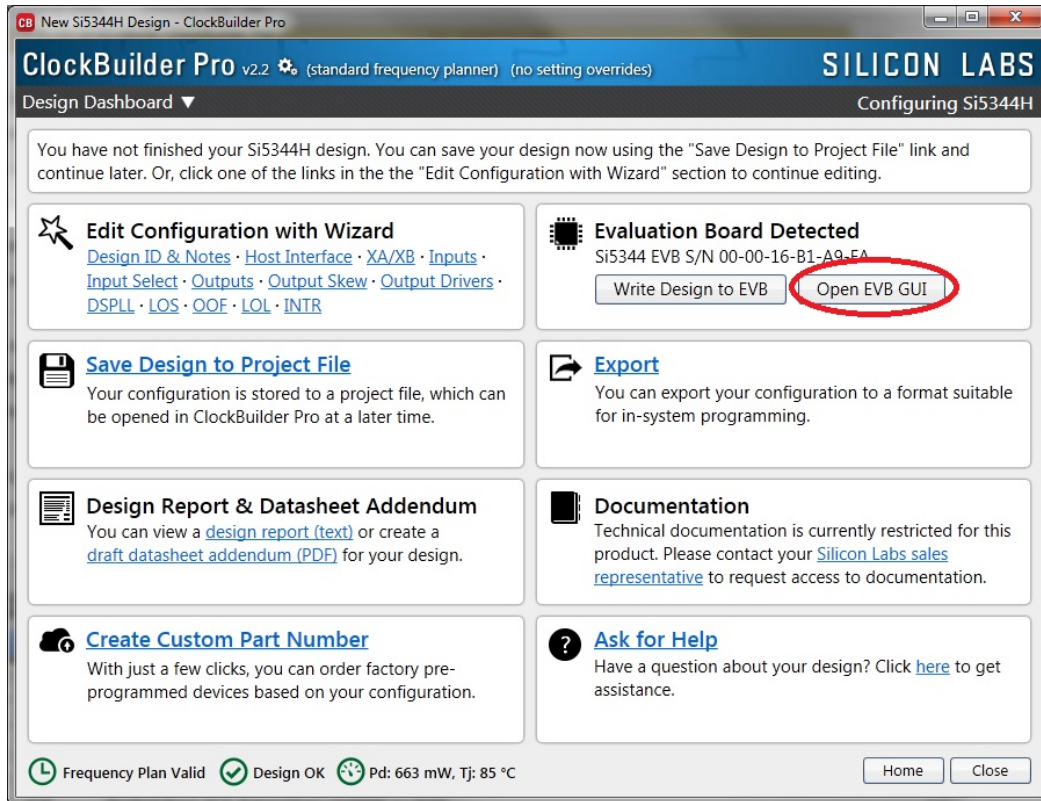 CB New Si5344H Design - ClockBuilder Pro
ClockBuilder Pro v2.2 (standard frequency planner) (no setting overrides) SILICON LABS
Design Dashboard ▼ Configuring Si5344H
You have not finished your Si5344H design. You can save your design now using the "Save Design to Project File" link and
continue later. Or, click one of the links in the the "Edit Configuration with Wizard" section to continue editing.
Edit Configuration with Wizard
Design ID & Notes · Host Interface · XA/XB · Inputs ·
Input Select · Outputs · Output Skew · Output Drivers ·
DSPLL · LOS · OOF · LOL · INTR
Evaluation Board Detected
Si5344 EVB S/N 00-00-16-B1-A9-FA
Write Design to EVB Open EVB GUI
Save Design to Project File
Your configuration is stored to a project file, which can
be opened in ClockBuilder Pro at a later time.
Export
You can export your configuration to a format suitable
for in-system programming.
Design Report & Datasheet Addendum
You can view a design report (text) or create a
draft datasheet addendum (PDF) for your design.
Documentation
Technical documentation is currently restricted for this
product. Please contact your Silicon Labs sales
representative to request access to documentation.
Create Custom Part Number
With just a few clicks, you can order factory pre-
programmed devices based on your configuration.
Ask for Help
Have a question about your design? Click here to get
assistance.
Frequency Plan Valid Design OK Pd: 663 mW, Tj: 85 °C Home Close